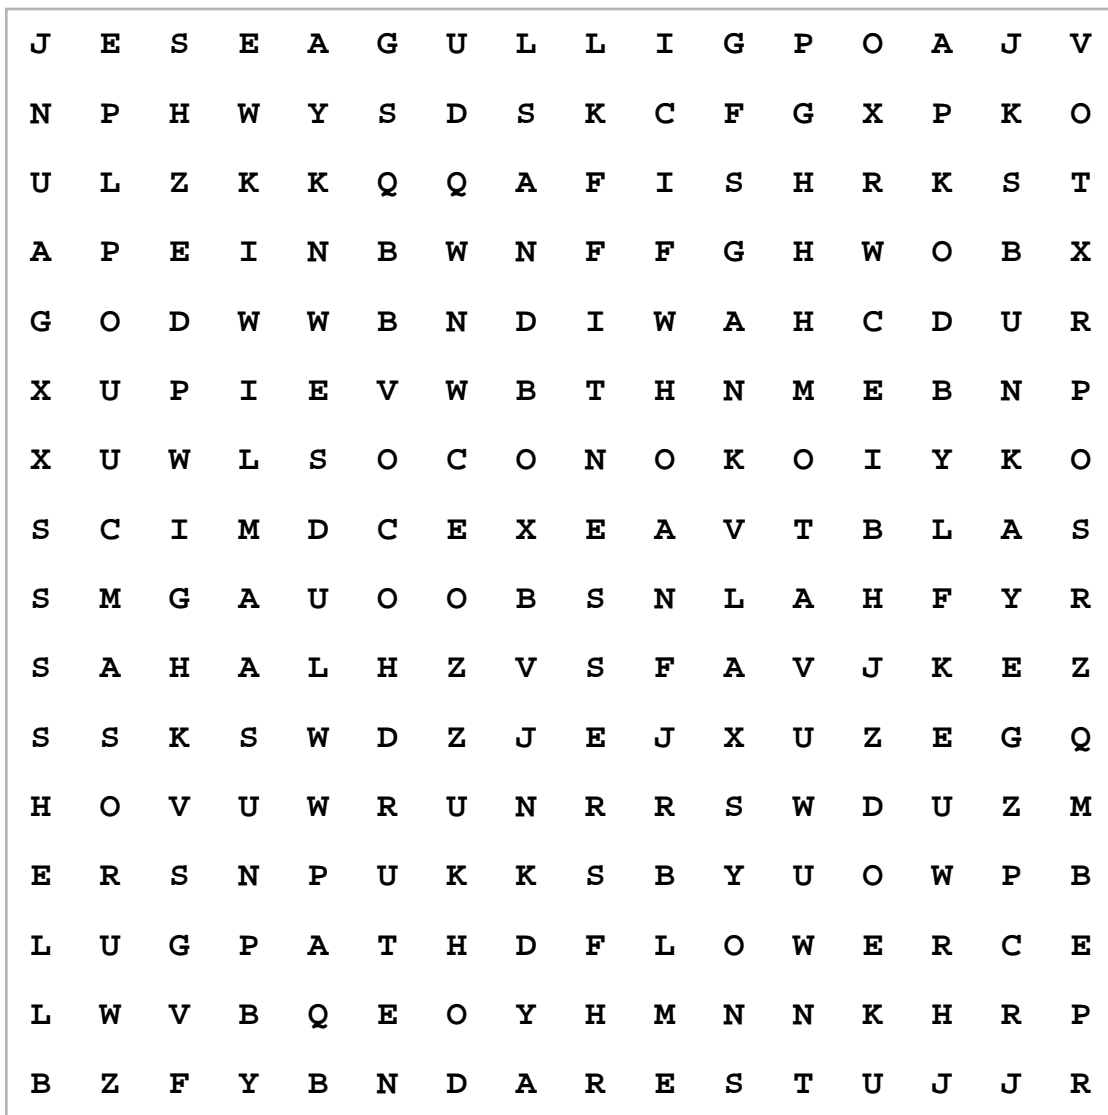 J E S E A G U L L I G P O A J V
N P H W Y S D S K C F G X P K O
U L Z K K Q Q A F I S H R K S T
A P E I N B W N F F G H W O B X
G O D W W B N D I W A H C D U R
X U P I E V W B T H N M E B N P
X U W L S O C O N O K O I Y K O
S C I M D C E X E A V T B L A S
S M G A U O O B S N L A H F Y R
S A H A L H Z V S F A V J K E Z
S S K S W D Z J E J X U Z E G Q
H O V U W R U N R R S W D U Z M
E R S N P U K K S B Y U O W P B
L U G P A T H D F L O W E R C E
L W V B Q E O Y H M N N K H R P
B Z F Y B N D A R E S T U J J R